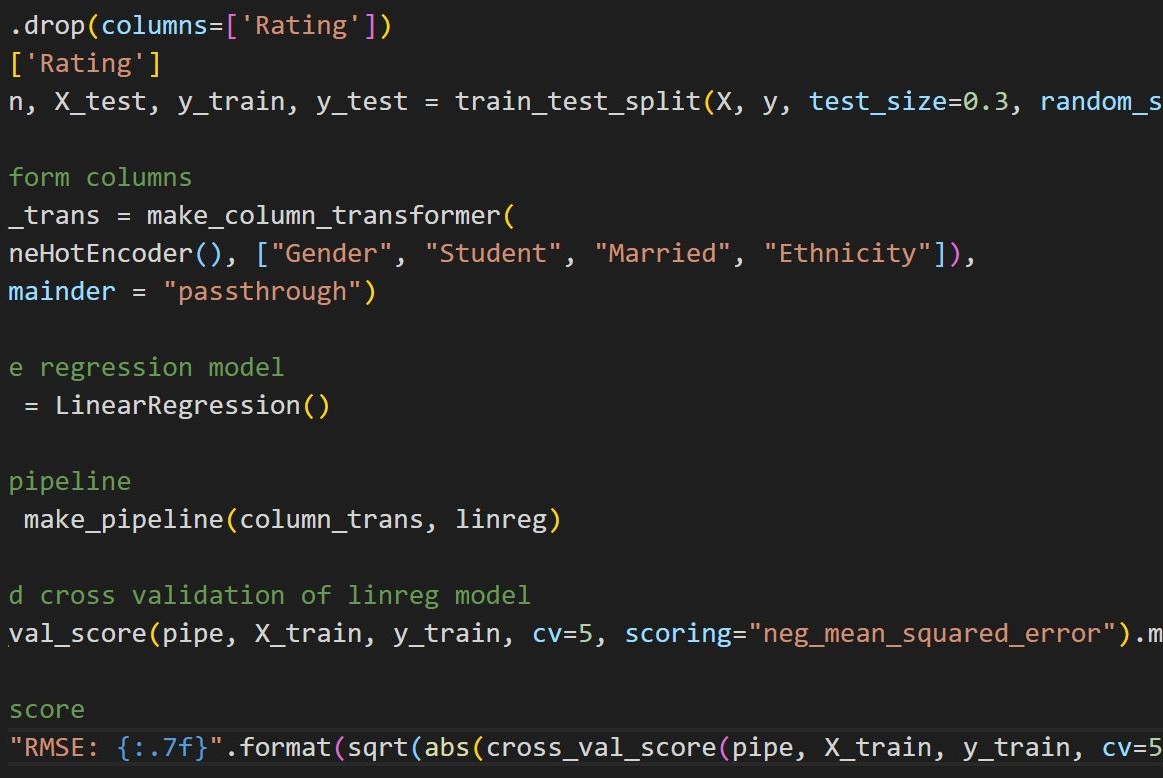 .drop(columns=['Rating'])
['Rating']
n, X_test, y_train, y_test = train_test_split(X, y, test_size=0.3, random_s
form columns
_trans = make_column_transformer(
neHotEncoder(), ["Gender", "Student", "Married", "Ethnicity"]),
mainder = "passthrough")
e regression model
= LinearRegression()
pipeline
make_pipeline(column_trans, linreg)
d cross validation of linreg model
val_score(pipe, X_train, y_train, cv=5, scoring="neg_mean_squared_error").m
score
"RMSE: {:.7f}".format(sqrt(abs(cross_val_score(pipe, X_train, y_train, cv=5